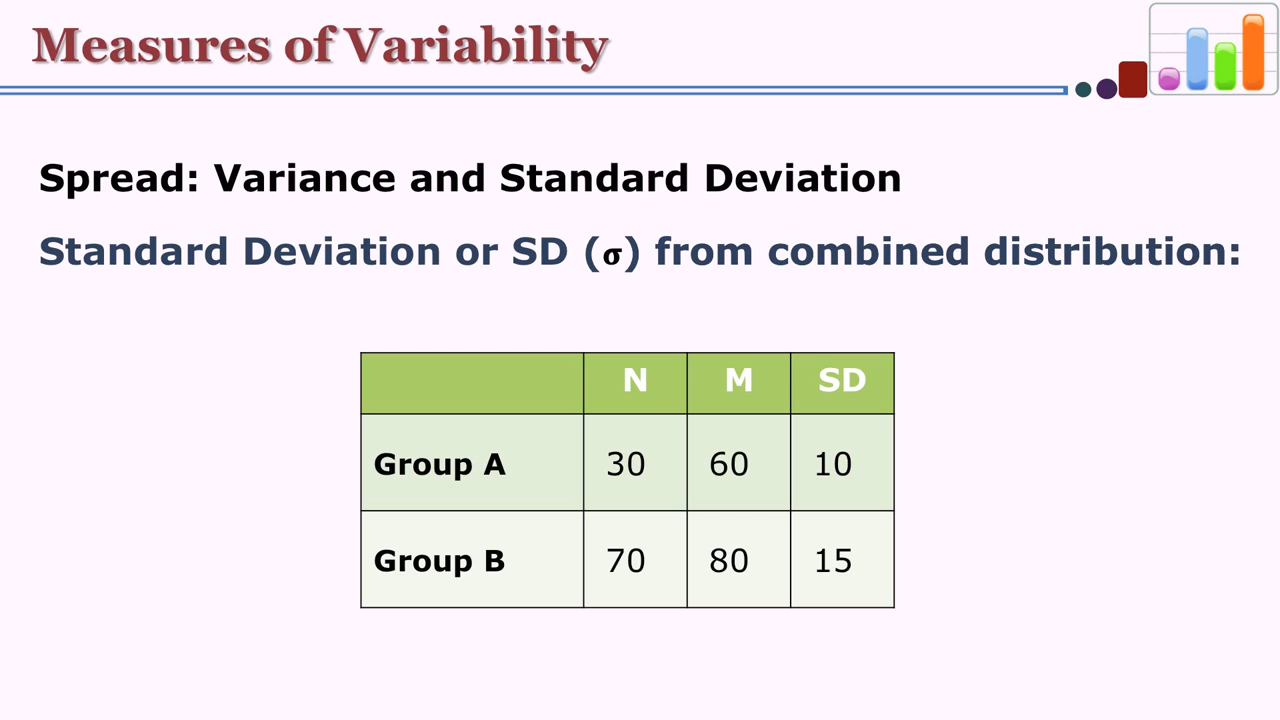 Measures of Variability
Spread: Variance and Standard Deviation
Standard Deviation or SD (σ) from combined distribution:
N M SD
Group A 30 60 10
Group B 70 80 15